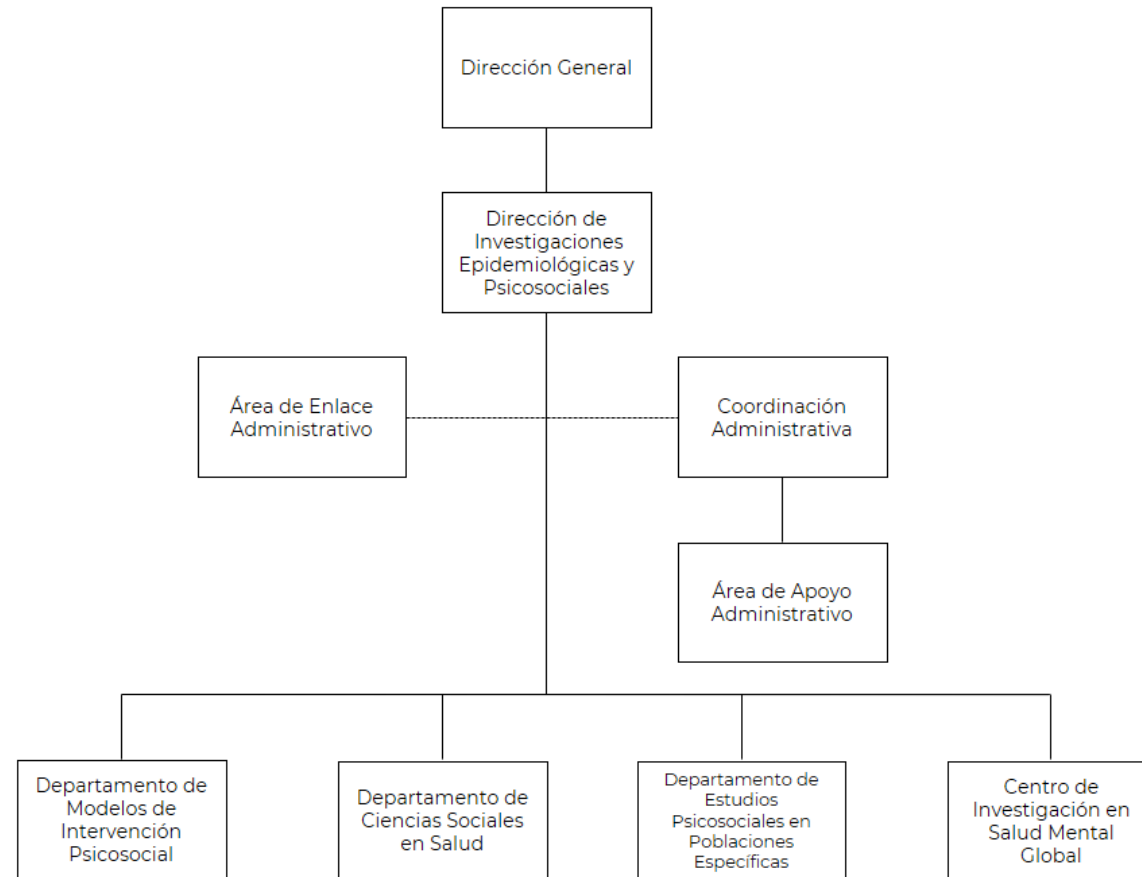 Dirección General
Dirección de
Investigaciones
Epidemiológicas y
Psicosociales
Área de Enlace
Administrativo
Coordinación
Administrativa
Área de Apoyo
Administrativo
Departamento de
Modelos de
Intervención
Psicosocial
Departamento de
Ciencias Sociales
en Salud
Departamento de
Estudios
Psicosociales en
Poblaciones
Específicas
Centro de
Investigación en
Salud Mental
Global